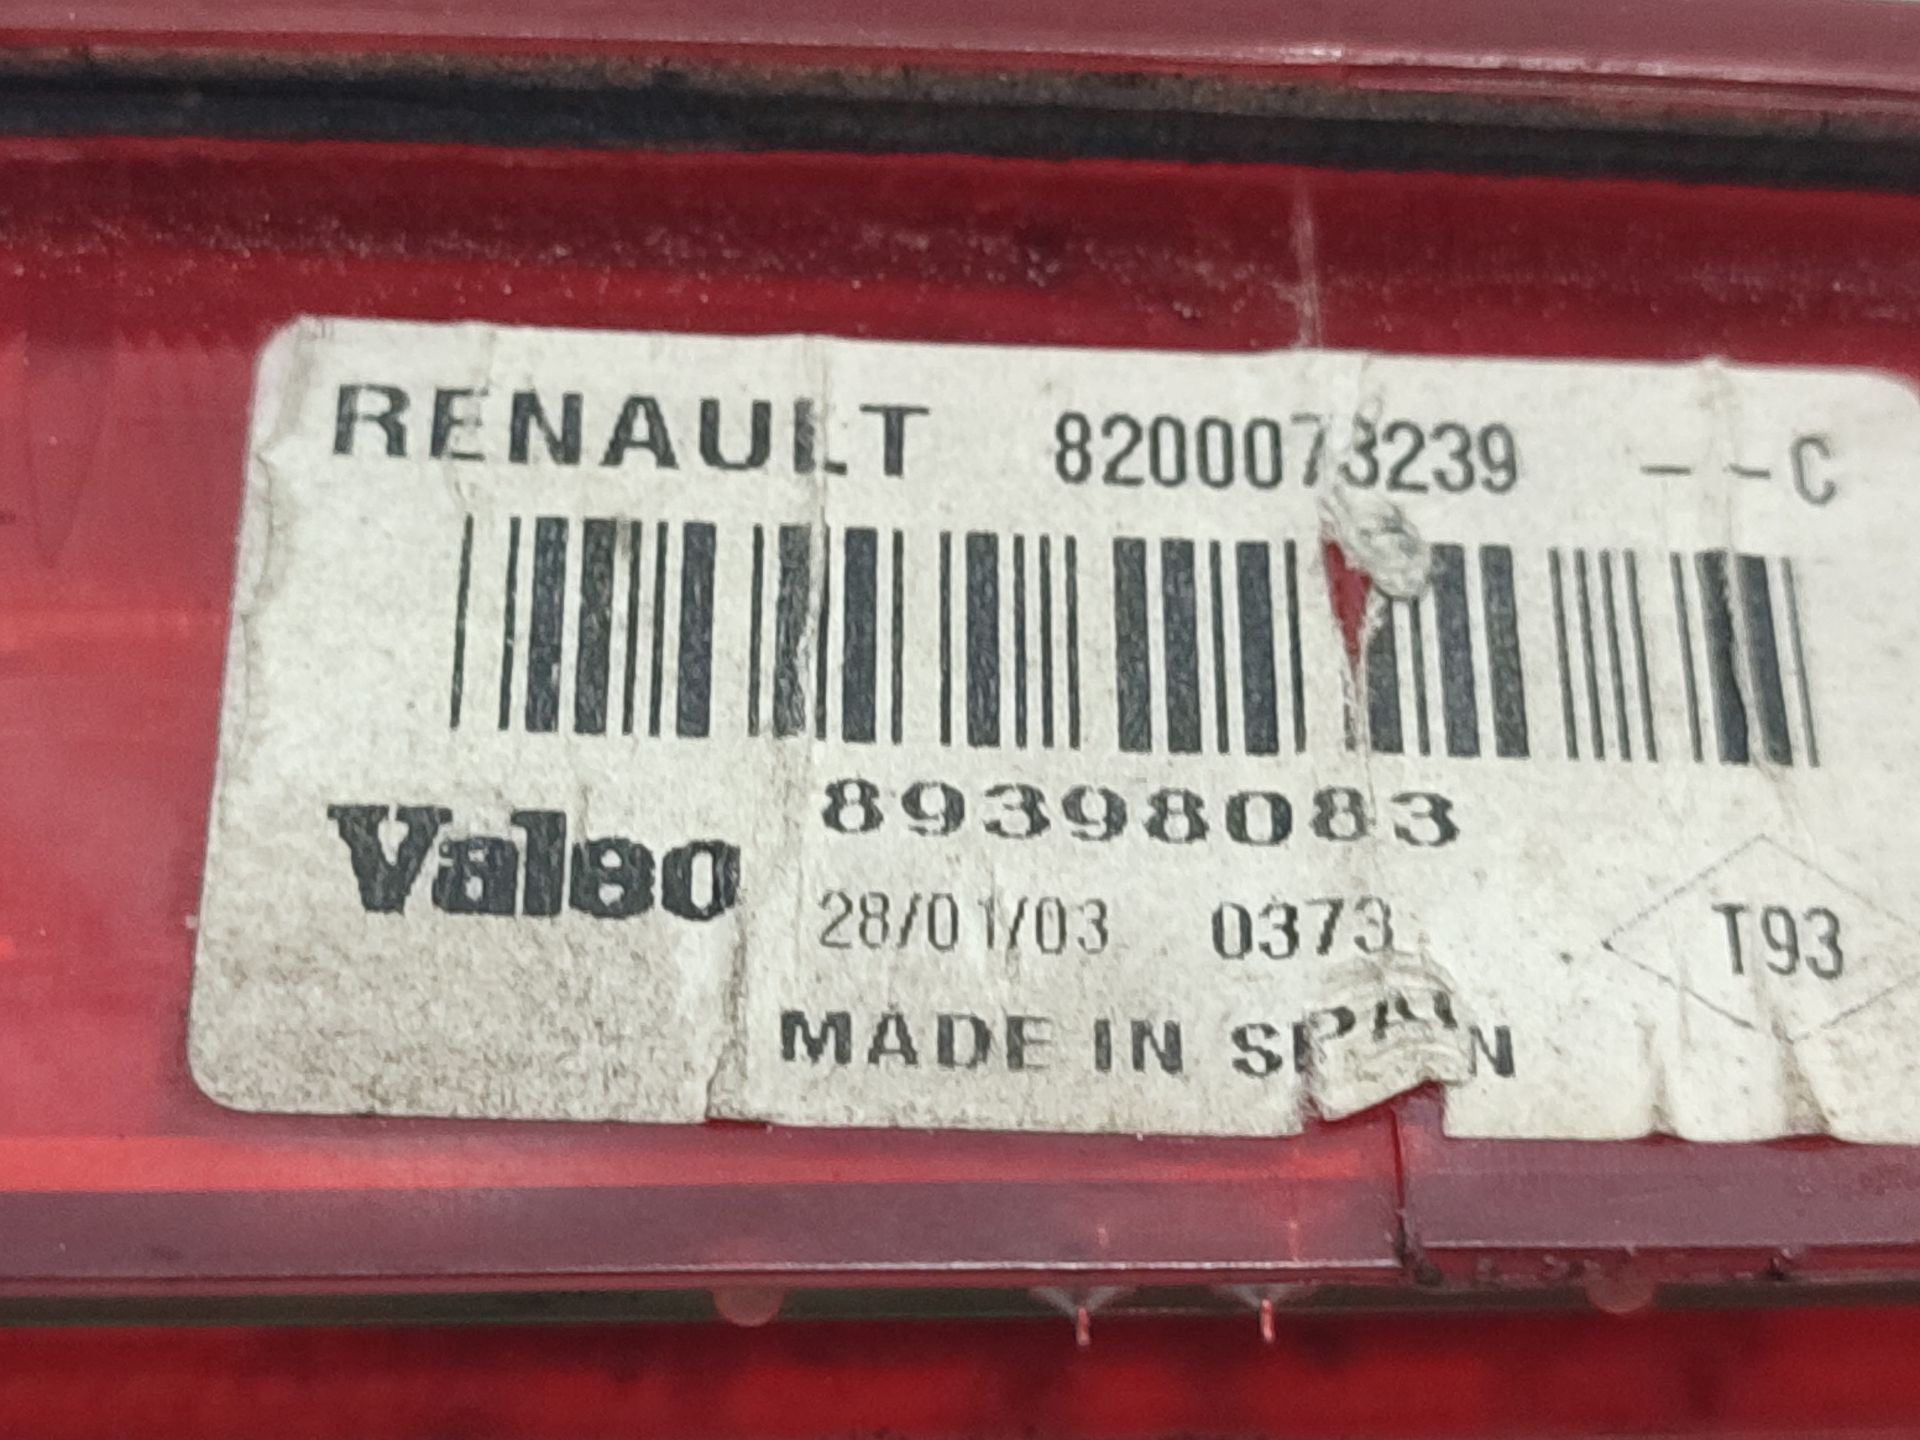 RENAULT 8200073239 --C
89398083
Valeo
28/01/03 0373 T93
MADE IN SPAIN